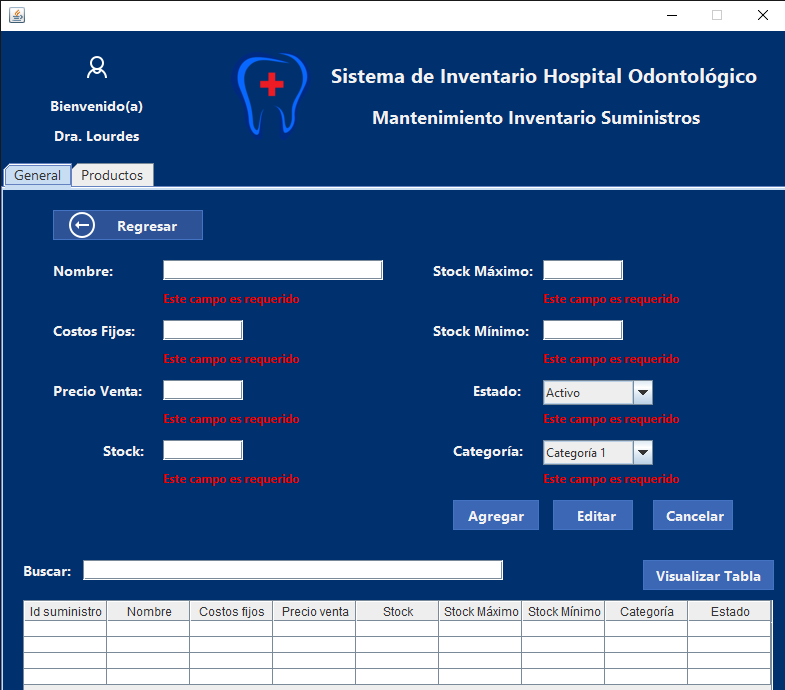 Sistema de Inventario Hospital Odontológico
Bienvenido(a)
Mantenimiento Inventario Suministros
Dra. Lourdes
General Productos
Regresar
Nombre: Stock Máximo:
Este campo es requerido Este campo es requerido
Costos Fijos: Stock Mínimo:
Este campo es requerido Este campo es requerido
Precio Venta: Estado: Activo
Este campo es requerido Este campo es requerido
Stock: Categoría: Categoría 1
Este campo es requerido Este campo es requerido
Agregar Editar Cancelar
Buscar: Visualizar Tabla
Id suministro Nombre Costos fijos Precio venta Stock Stock Máximo Stock Mínimo Categoría Estado